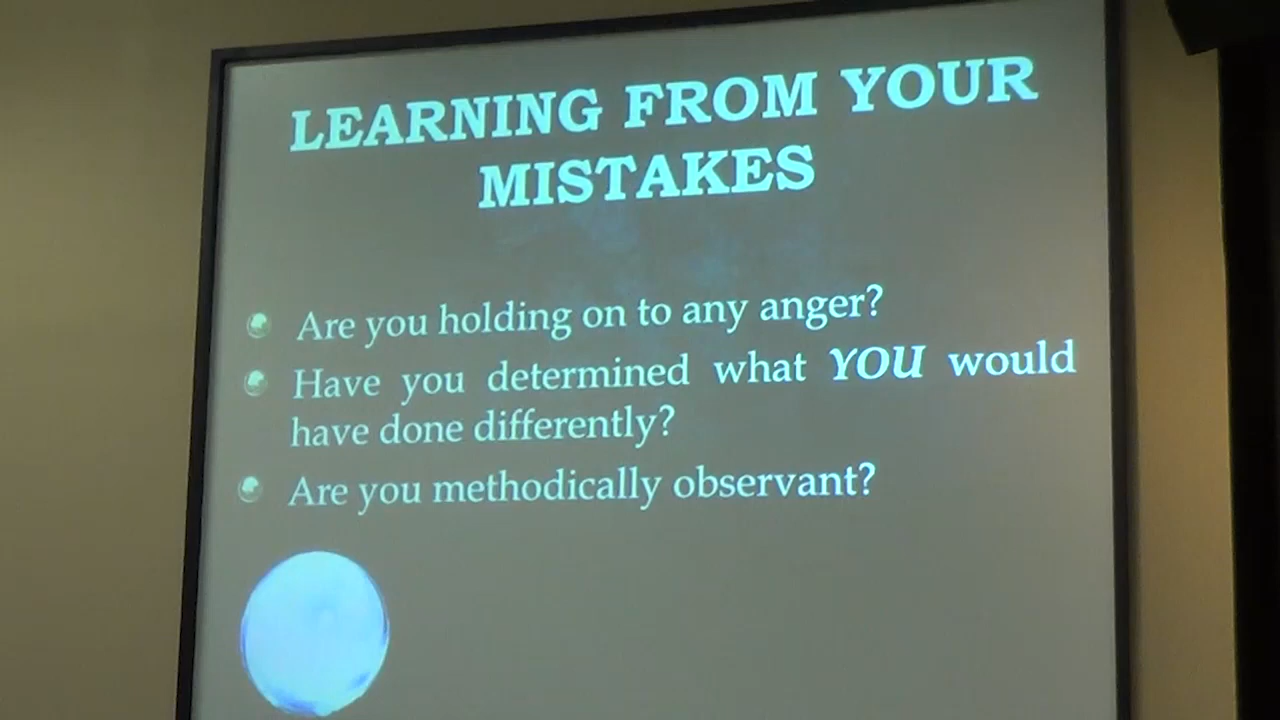 LEARNING FROM YOUR
MISTAKES
Are you holding on to any anger?
Have you determined what YOU would
have done differently?
Are you methodically observant?